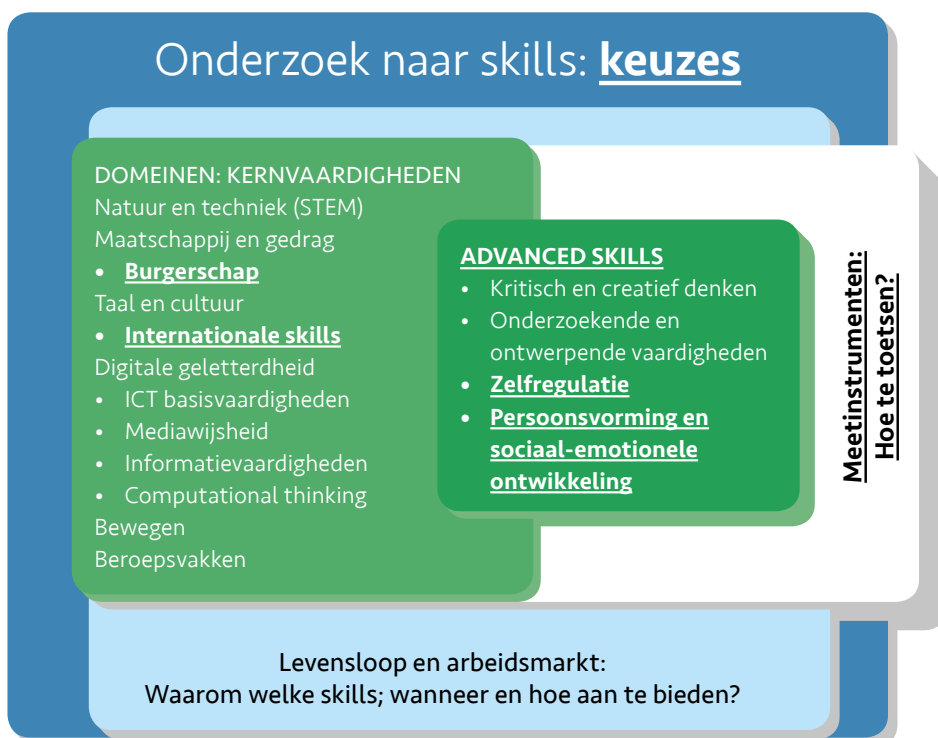 Onderzoek naar skills: keuzes
DOMEINEN: KERNVAARDIGHEDEN
Natuur en techniek (STEM)
Maatschappij en gedrag
• Burgerschap
Taal en cultuur
• Internationale skills
Digitale geletterdheid
• ICT basisvaardigheden
• Mediawijsheid
• Informatievaardigheden
• Computational thinking
Bewegen
Beroepsvakken
ADVANCED SKILLS
• Kritisch en creatief denken
• Onderzoekende en
ontwerpende vaardigheden
• Zelfregulatie
• Persoonsvorming en
sociaal-emotionele
ontwikkeling
Meetinstrumenten:
Hoe te toetsen?
Levensloop en arbeidsmarkt:
Waarom welke skills; wanneer en hoe aan te bieden?